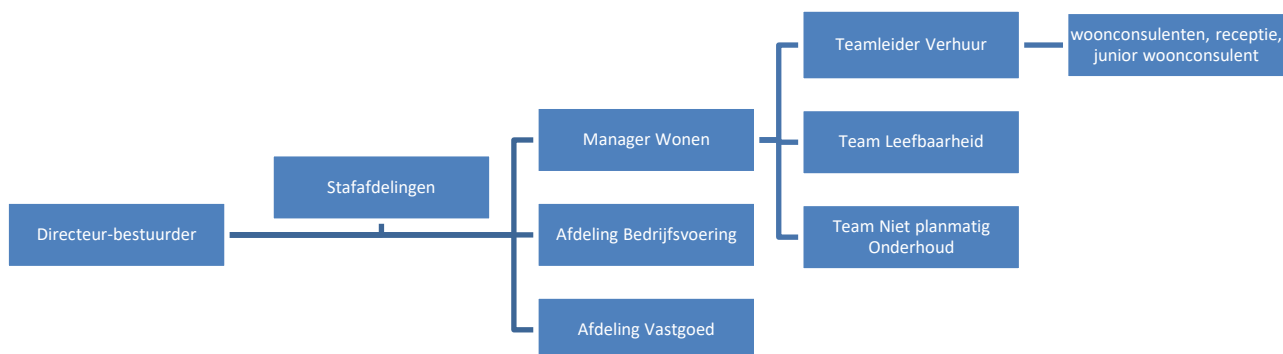 Directeur-bestuurder
Stafafdelingen
Manager Wonen
Afdeling Bedrijfsvoering
Afdeling Vastgoed
Teamleider Verhuur
Team Leefbaarheid
Team Niet planmatig
Onderhoud
woonconsulenten, receptie,
junior woonconsulent